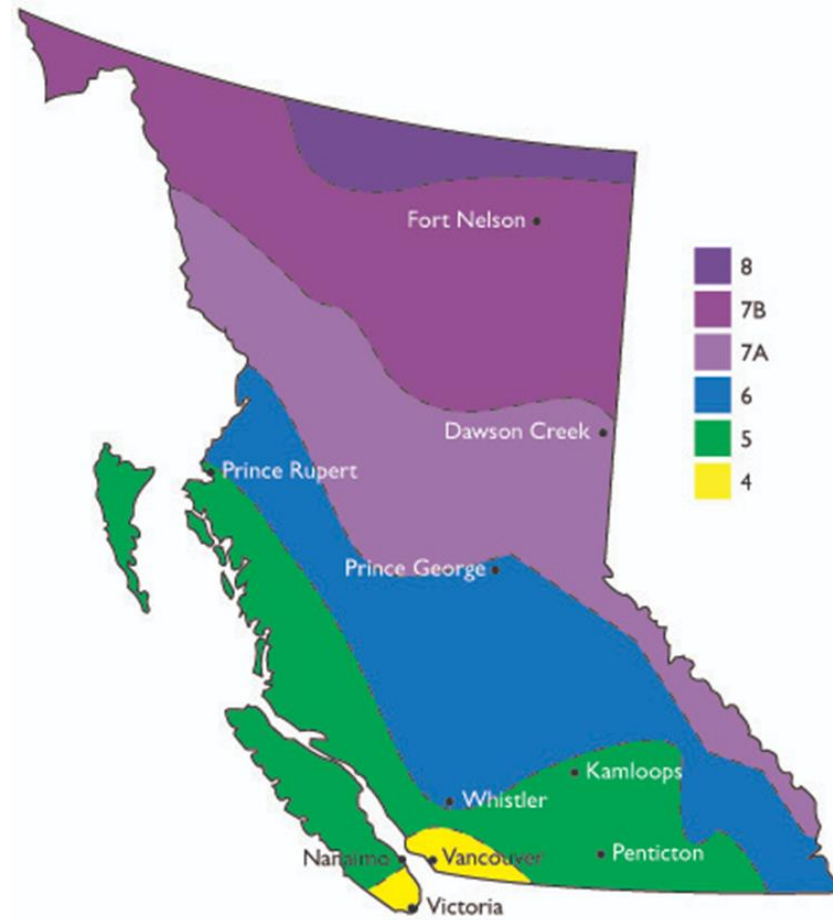 Fort Nelson
8
7B
7A
6
5
4
Dawson Creek
Prince Rupert
Prince George
Kamloops
Whistler
Nanaimo
Vancouver
Penticton
Victoria